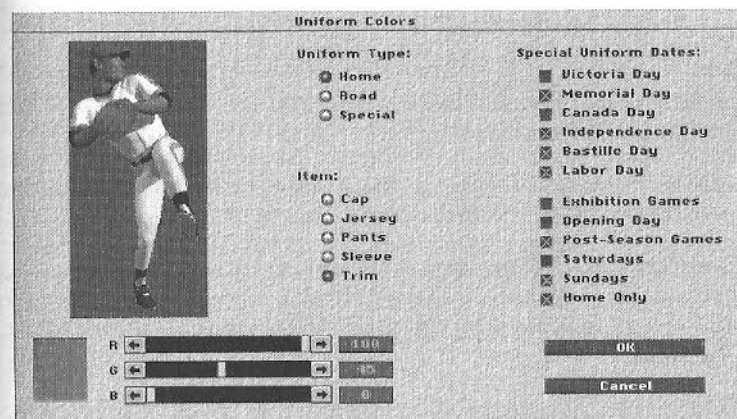 Uniform Colors
Uniform Type:
Home
Road
Special
Item:
Cap
Jersey
Pants
Sleeve
Trim
Special Uniform Dates:
Victoria Day
Memorial Day
Canada Day
Independence Day
Bastille Day
Labor Day
Exhibition Games
Opening Day
Post-Season Games
Saturdays
Sundays
Home Only
R 100
G 45
B 0
OK
Cancel